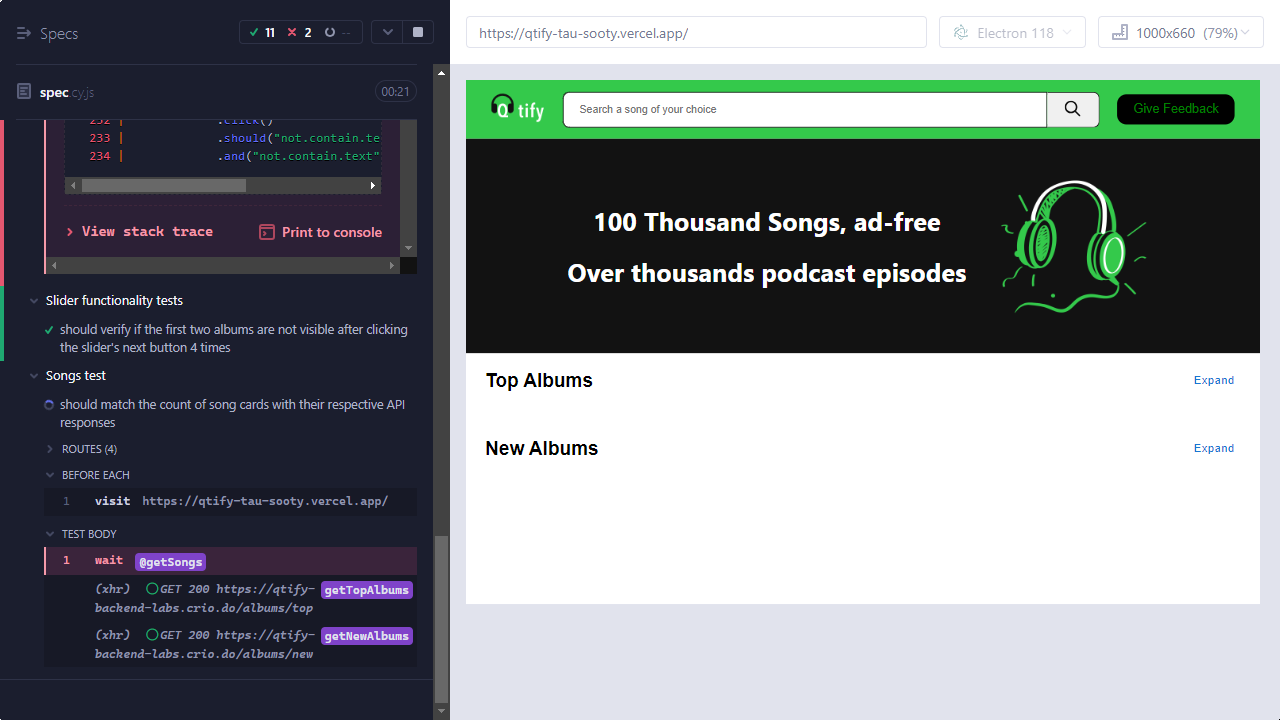 Specs
11 2 --
spec.cy.js
00:21
232 | .click()
233 | .should("not.contain.te
234 | .and("not.contain.text"
View stack trace
Print to console
Slider functionality tests
should verify if the first two albums are not visible after clicking
the slider's next button 4 times
Songs test
should match the count of song cards with their respective API
responses
ROUTES (4)
BEFORE EACH
1 visit https://qtify-tau-sooty.vercel.app/
TEST BODY
1 wait @getSongs
(xhr) GET 200 https://qtify- getTopAlbums
backend-labs.crio.do/albums/top
(xhr) GET 200 https://qtify- getNewAlbums
backend-labs.crio.do/albums/new
https://qtify-tau-sooty.vercel.app/
Electron 118
1000x660 (79%)
Qtify
Search a song of your choice
Give Feedback
100 Thousand Songs, ad-free
Over thousands podcast episodes
Top Albums
Expand
New Albums
Expand